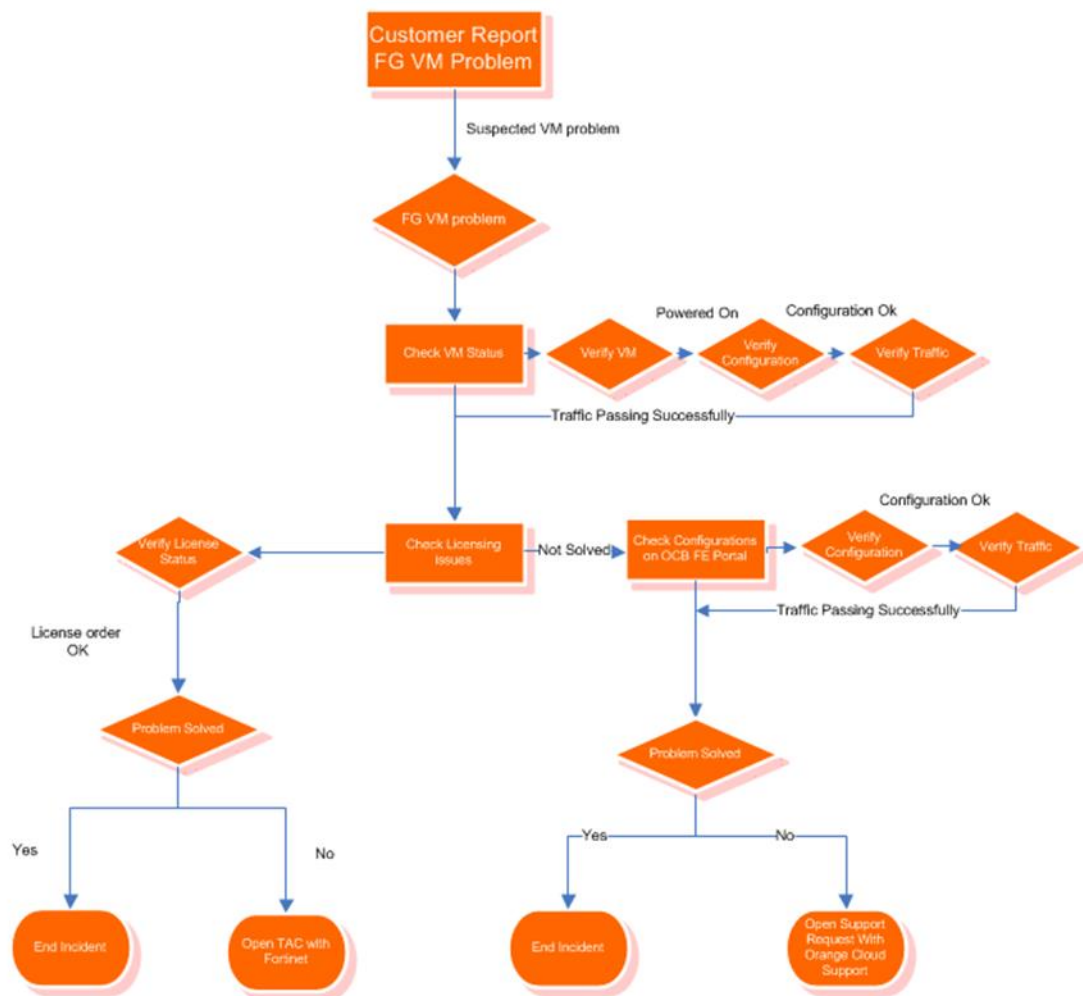 Customer Report
FG VM Problem
Suspected VM problem
FG VM problem
Powered On
Configuration Ok
Check VM Status
Verify VM
Verify
Configuration
Verify Traffic
Traffic Passing Successfully
Configuration Ok
Verify License
Status
Check Licensing
issues
Not Solved
Check Configurations
on OCB FE Portal
Verify
Configuration
Verify Traffic
Traffic Passing Successfully
License order
OK
Problem Solved
Problem Solved
Yes
No
Yes
No
End Incident
Open TAC with
Fortinet
End Incident
Open Support
Request With
Orange Cloud
Support